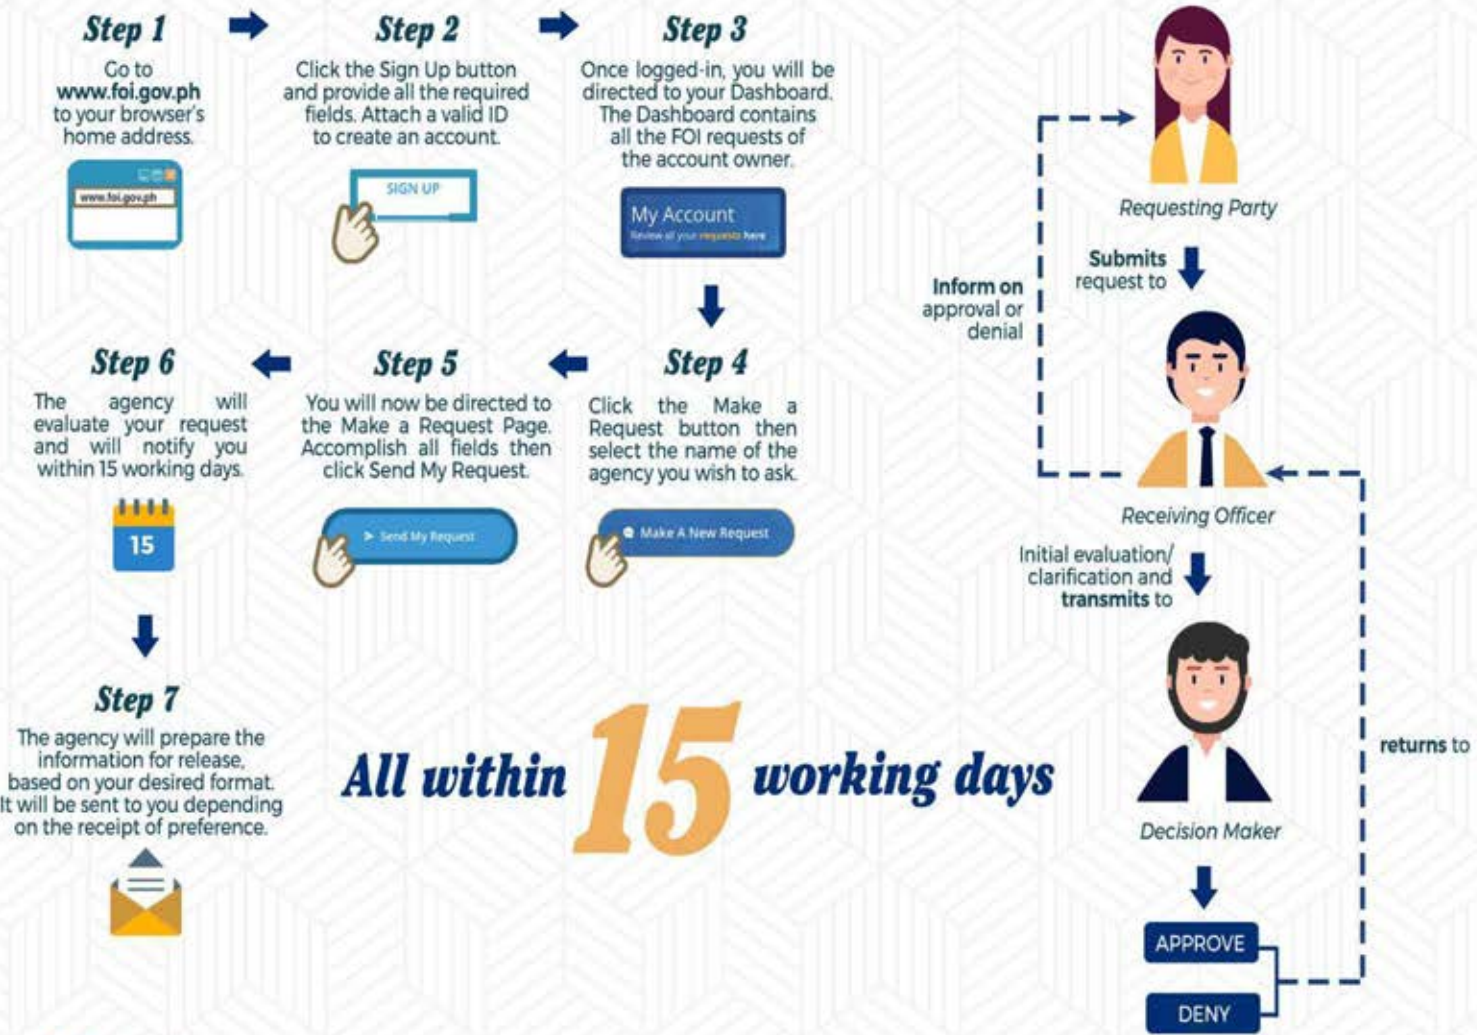 Step 1
Go to
www.foi.gov.ph
to your browser's
home address.
www.foi.gov.ph
Step 2
Click the Sign Up button
and provide all the required
fields. Attach a valid ID
to create an account.
SIGN UP
Step 3
Once logged-in, you will be
directed to your Dashboard.
The Dashboard contains
all the FOI requests of
the account owner.
My Account
Review all your requests here
Step 4
Click the Make a
Request button then
select the name of the
agency you wish to ask.
Make A New Request
Step 5
You will now be directed to
the Make a Request Page.
Accomplish all fields then
click Send My Request.
Send My Request
Step 6
The agency will
evaluate your request
and will notify you
within 15 working days.
15
Step 7
The agency will prepare the
information for release,
based on your desired format.
It will be sent to you depending
on the receipt of preference.
All within 15 working days
Requesting Party
Submits
request to
Inform on
approval or
denial
Receiving Officer
Initial evaluation/
clarification and
transmits to
Decision Maker
returns to
APPROVE
DENY